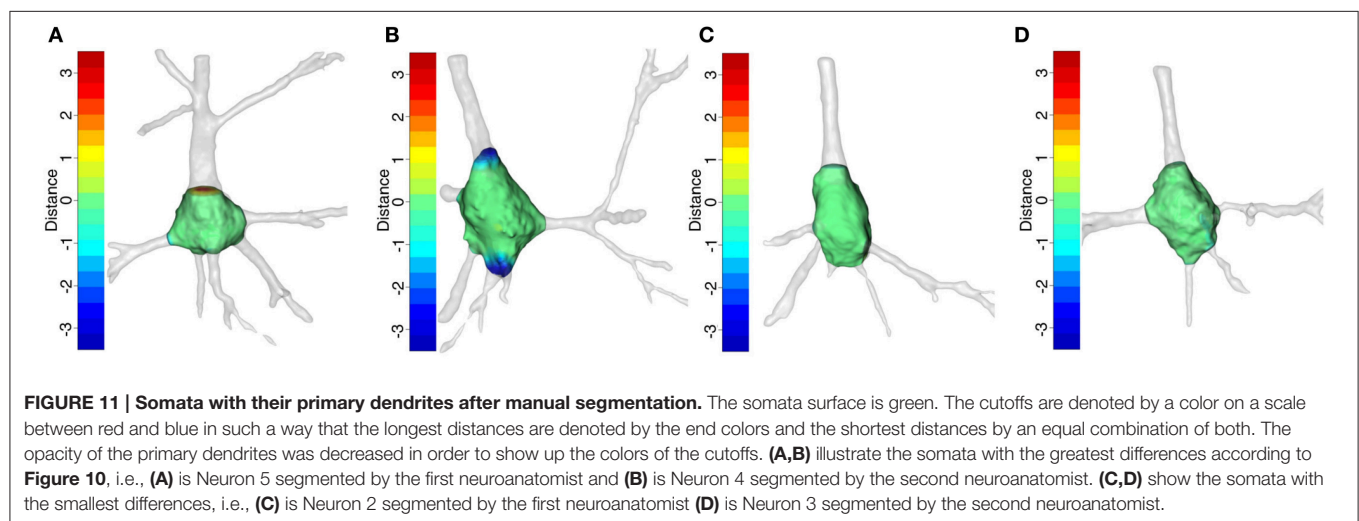 A
B
C
D
3
2
1
0
-1
-2
-3
Distance
3
2
1
0
-1
-2
-3
Distance
3
2
1
0
-1
-2
-3
Distance
3
2
1
0
-1
-2
-3
Distance
FIGURE 11 | Somata with their primary dendrites after manual segmentation. The somata surface is green. The cutoffs are denoted by a color on a scale
between red and blue in such a way that the longest distances are denoted by the end colors and the shortest distances by an equal combination of both. The
opacity of the primary dendrites was decreased in order to show up the colors of the cutoffs. (A,B) illustrate the somata with the greatest differences according to
Figure 10, i.e., (A) is Neuron 5 segmented by the first neuroanatomist and (B) is Neuron 4 segmented by the second neuroanatomist. (C,D) show the somata with
the smallest differences, i.e., (C) is Neuron 2 segmented by the first neuroanatomist (D) is Neuron 3 segmented by the second neuroanatomist.